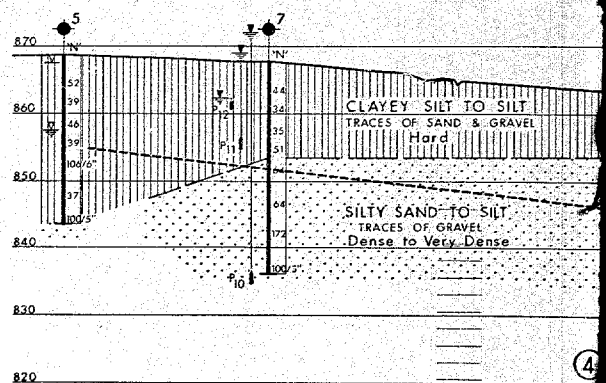 5
7
870
'N'
'N'
52
39
46
39
106/6"
37
100/5"
860
P12
P11
44
34
35
51
64
172
100/3"
CLAYEY SILT TO SILT
TRACES OF SAND & GRAVEL
Hard
850
SILTY SAND TO SILT
TRACES OF GRAVEL
Dense to Very Dense
840
P10
830
820
4